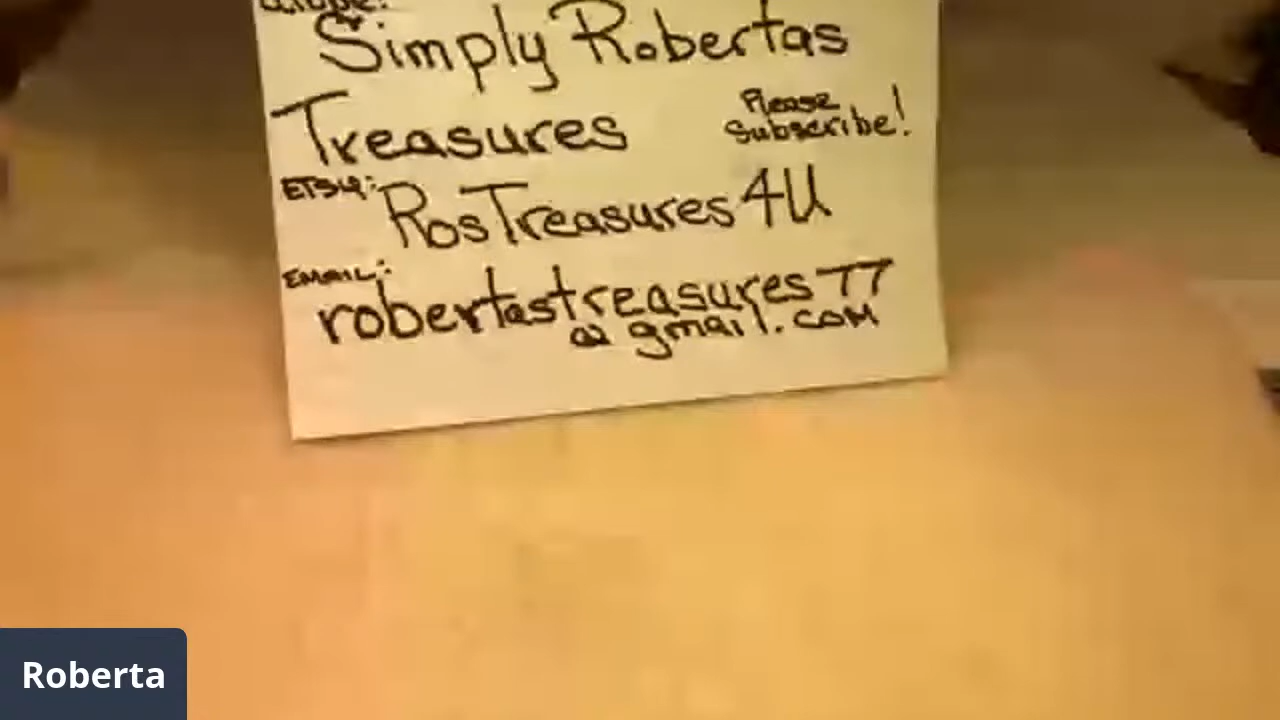 Simply Robertas
Treasures
Please
Subscribe!
ETSY:
RosTreasures4U
EMAIL:
robertastreasures77
@gmail.com
Roberta